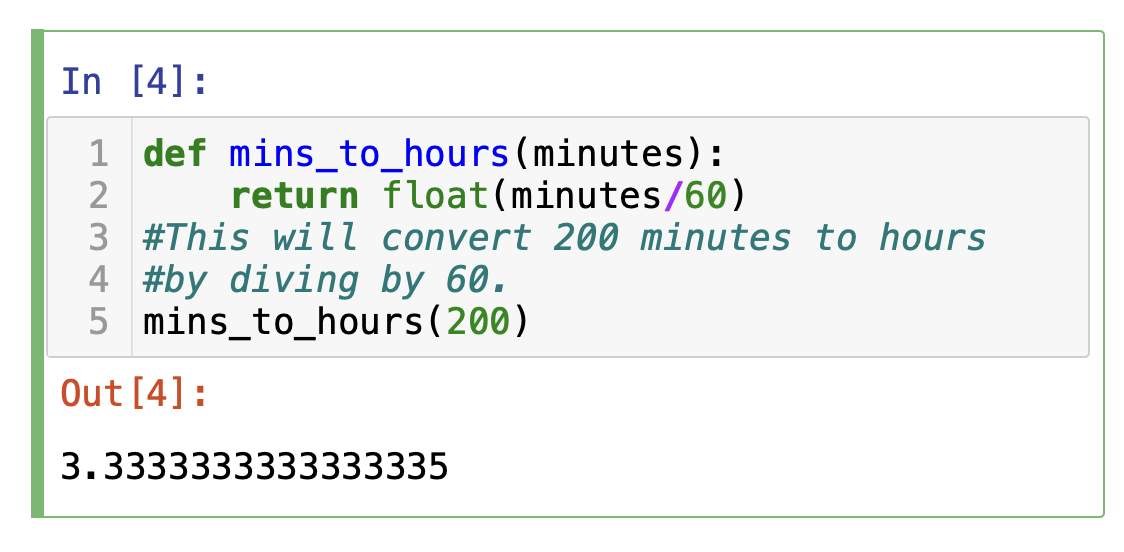 In [4]:
1 def mins_to_hours(minutes):
2     return float(minutes/60)
3 #This will convert 200 minutes to hours
4 #by diving by 60.
5 mins_to_hours(200)
Out[4]:
3.3333333333333335